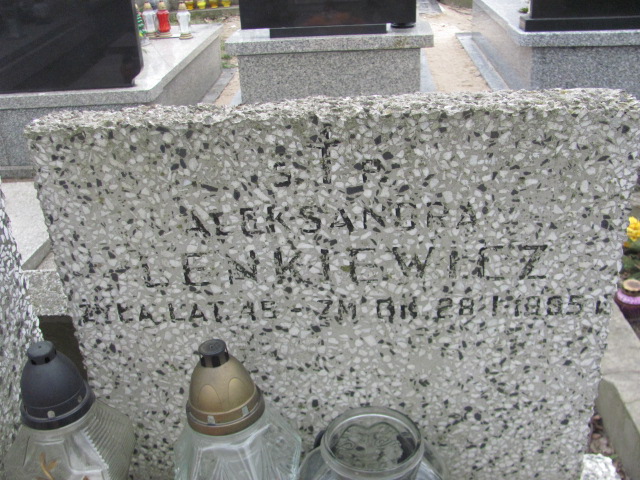 Ś P
ALEKSANDRA
LENKIEWICZ
ŻYŁA LAT 46 - ZM DN 28 I 1995 R